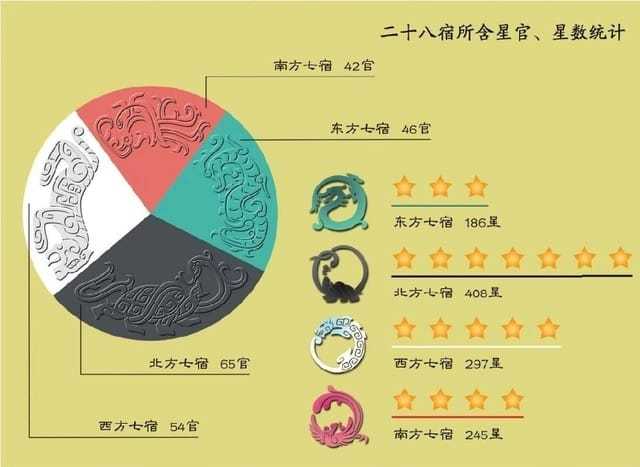 二十八宿所含星官、星数统计
南方七宿 42官
东方七宿 46官
东方七宿 186星
北方七宿 408星
北方七宿 65官
西方七宿 297星
西方七宿 54官
南方七宿 245星